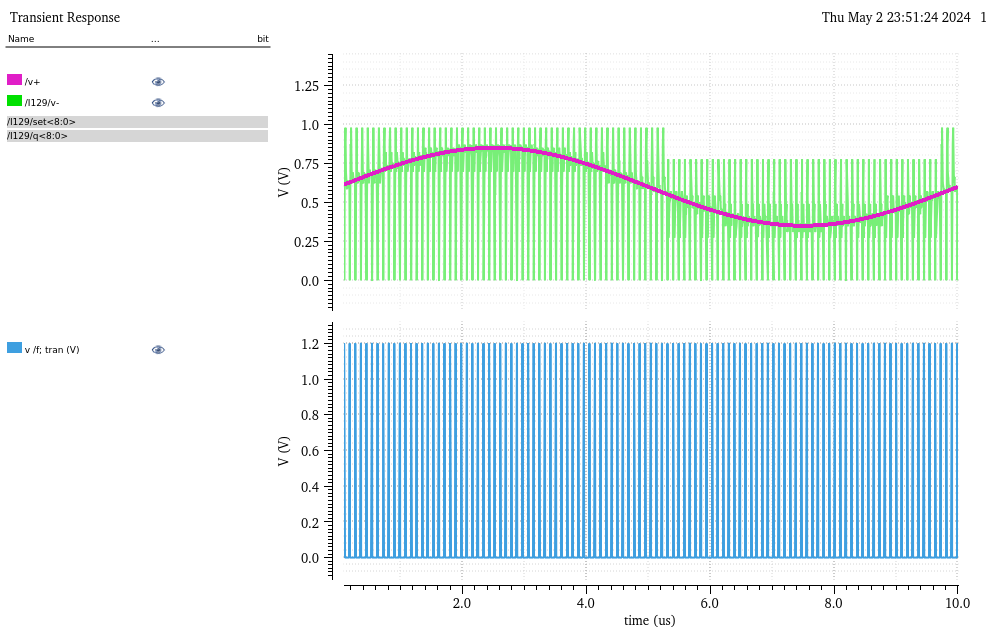 Transient Response
Thu May 2 23:51:24 2024 1
Name ... bit
/v+
/I129/v-
/I129/set<8:0>
/I129/q<8:0>
1.25
1.0
0.75
0.5
0.25
0.0
V (V)
v /f; tran (V)
1.2
1.0
0.8
0.6
0.4
0.2
0.0
V (V)
2.0 4.0 6.0 8.0 10.0
time (us)